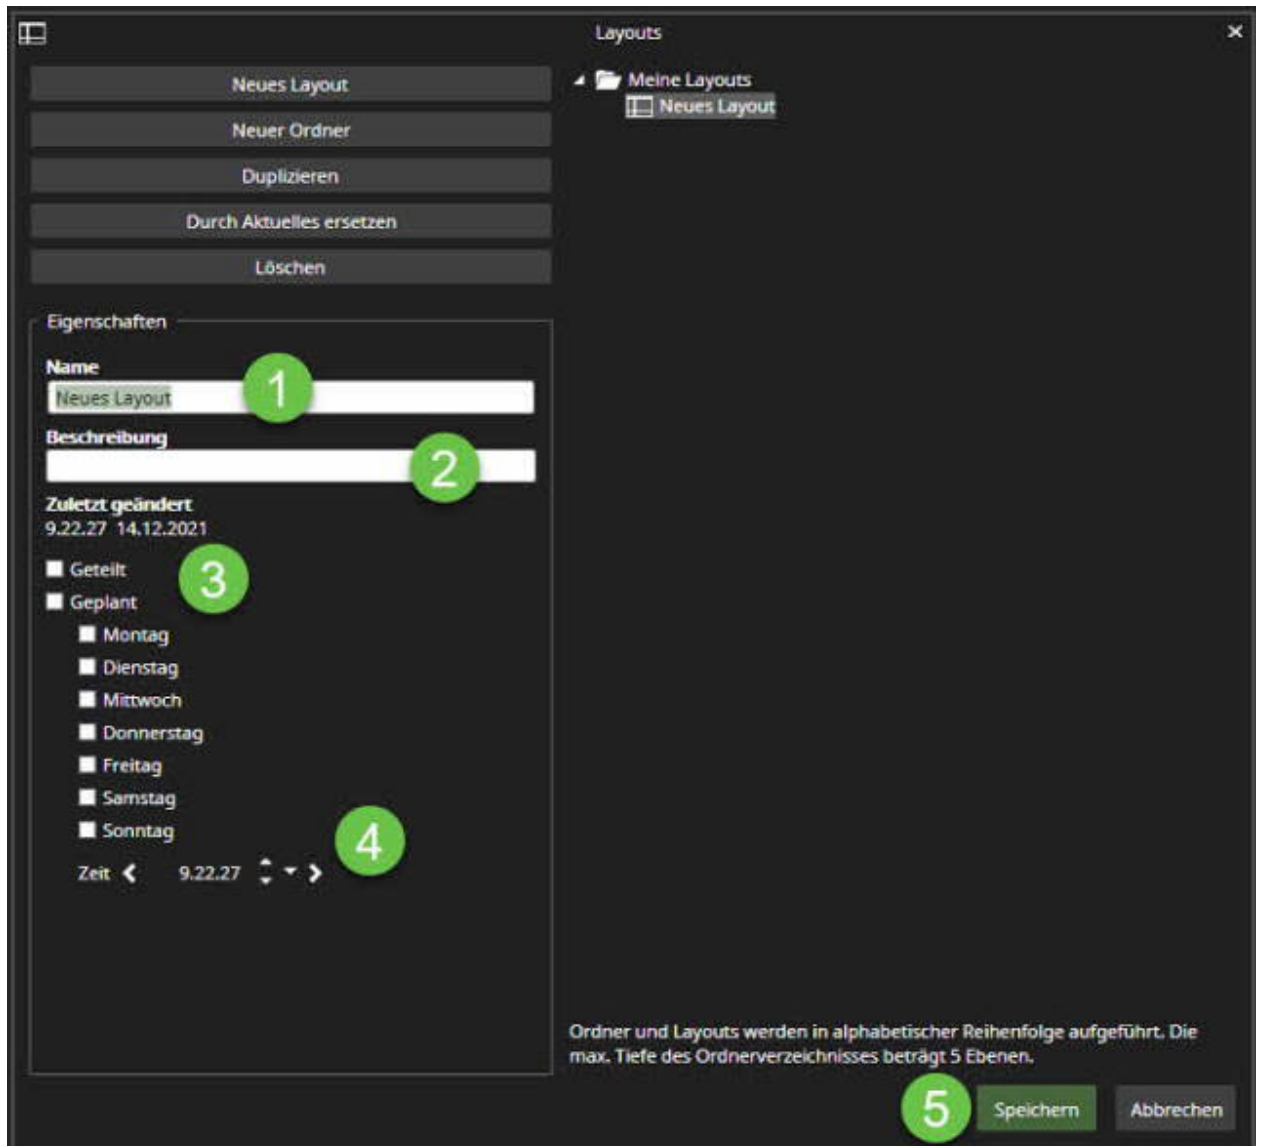 Layouts
Neues Layout
Neuer Ordner
Duplizieren
Durch Aktuelles ersetzen
Löschen
Eigenschaften
Name
Neues Layout
1
Beschreibung
2
Zuletzt geändert
9.22.27 14.12.2021
Geteilt
3
Geplant
Montag
Dienstag
Mittwoch
Donnerstag
Freitag
Samstag
Sonntag
4
Zeit 9.22.27
Meine Layouts
Neues Layout
Ordner und Layouts werden in alphabetischer Reihenfolge aufgeführt. Die
max. Tiefe des Ordnerverzeichnisses beträgt 5 Ebenen.
5
Speichern
Abbrechen